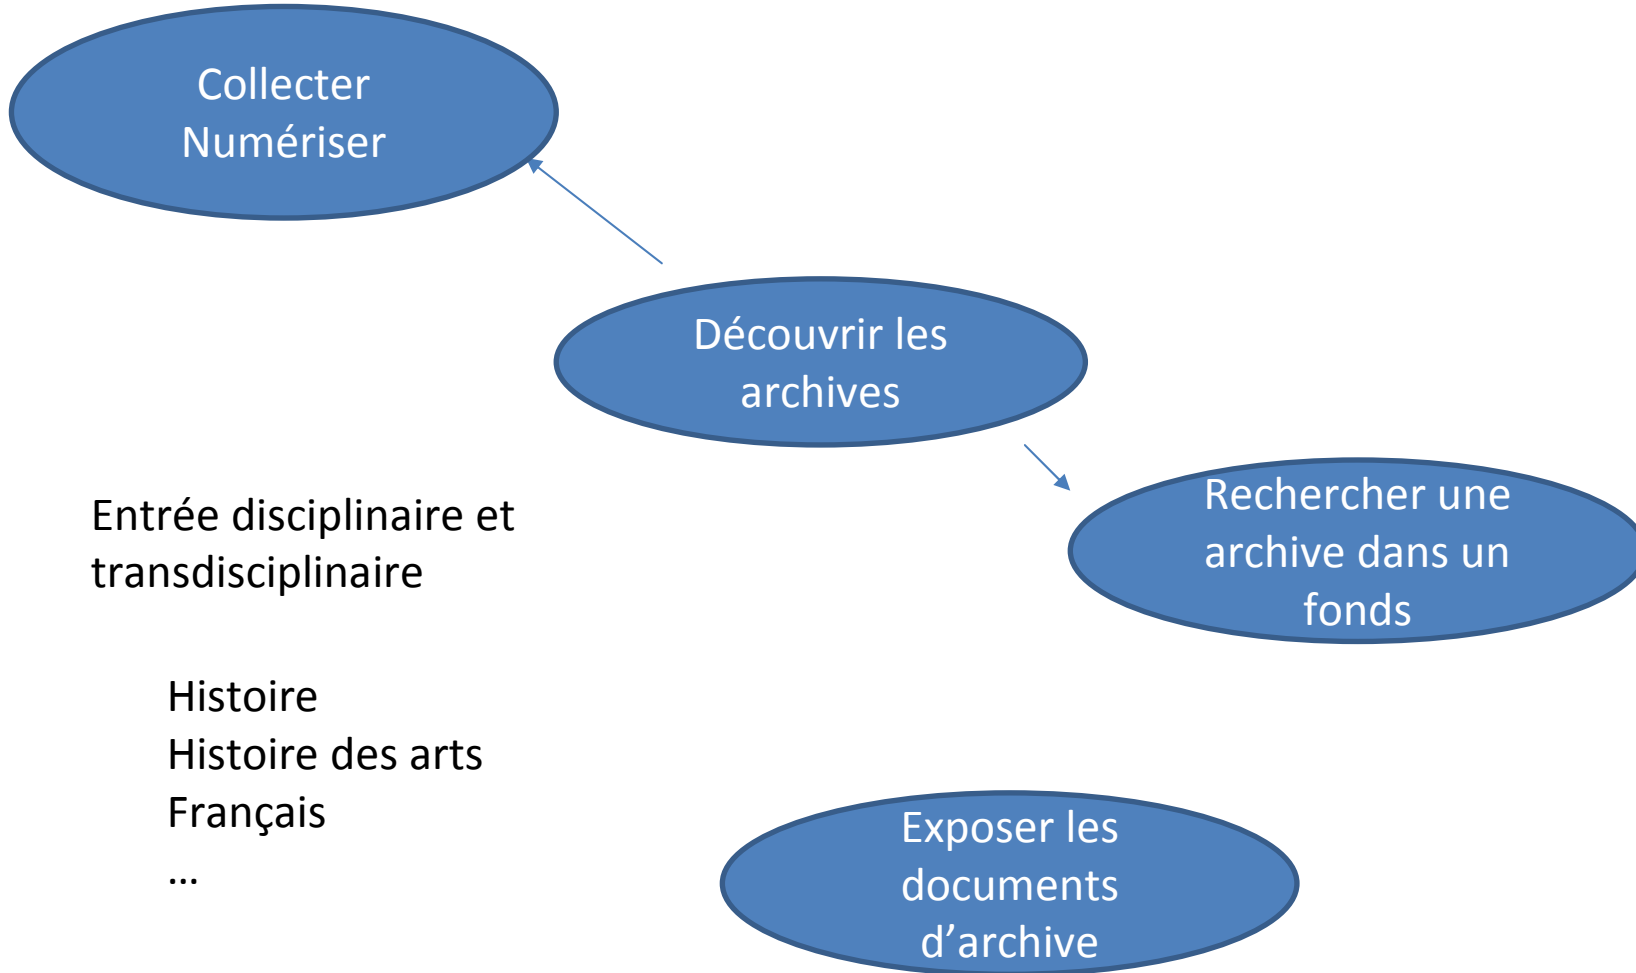 Collecter
Numériser
Découvrir les
archives
Rechercher une
archive dans un
fonds
Entrée disciplinaire et
transdisciplinaire
Histoire
Histoire des arts
Français
…
Exposer les
documents
d’archive